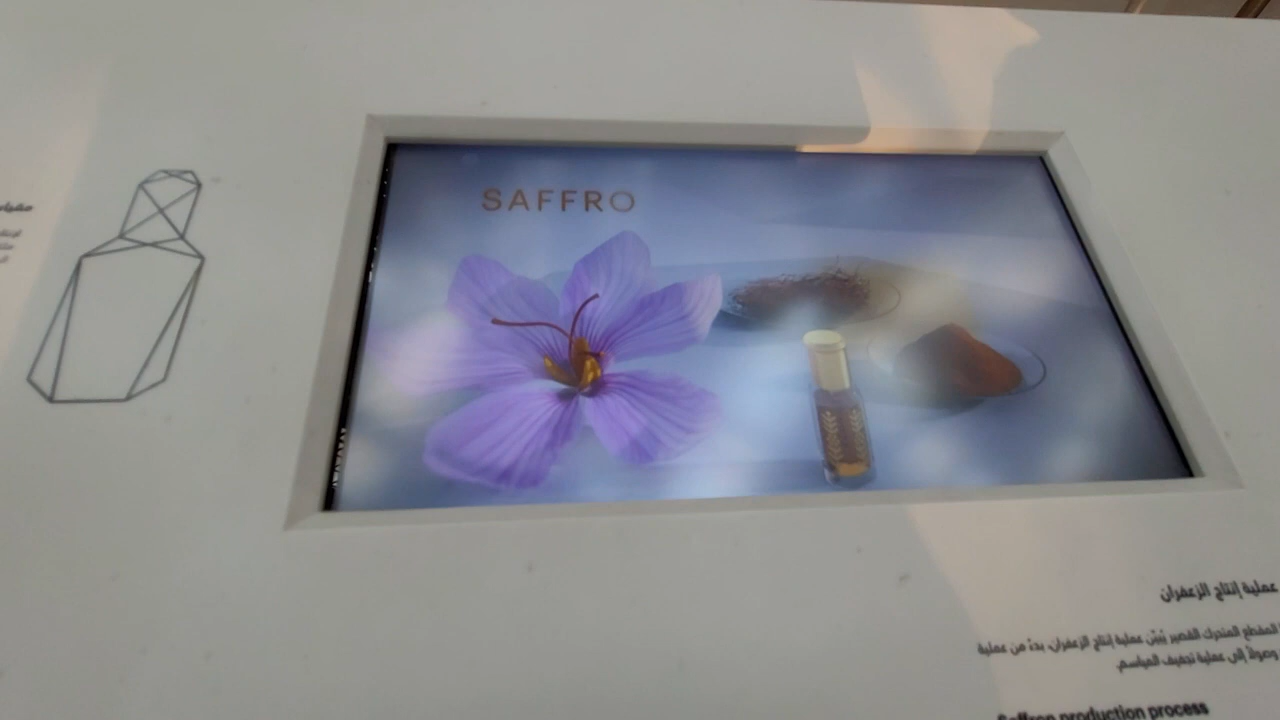 SAFFRO
عملية إنتاج الزعفران
المقطع المتحرك القصير يُبيّن عملية إنتاج الزعفران، بدءً من عملية
وصولاً إلى عملية تجفيف المياسم.
Saffron production process